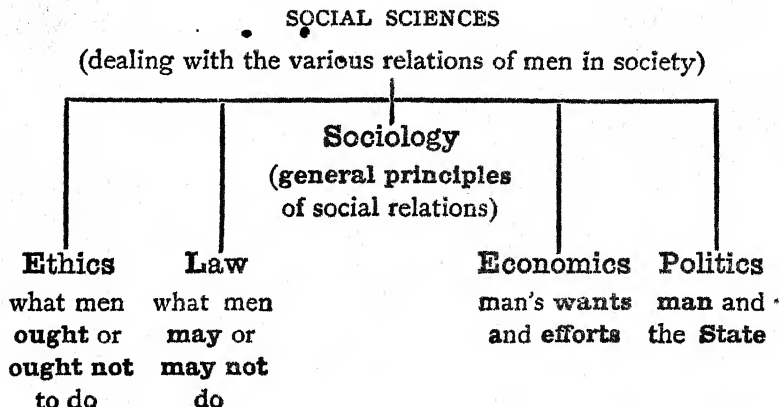 SOCIAL SCIENCES
(dealing with the various relations of men in society)
Sociology
(general principles
of social relations)
Ethics
what men
ought or
ought not
to do
Law
what men
may or
may not
do
Economics
man's wants
and efforts
Politics
man and
the State